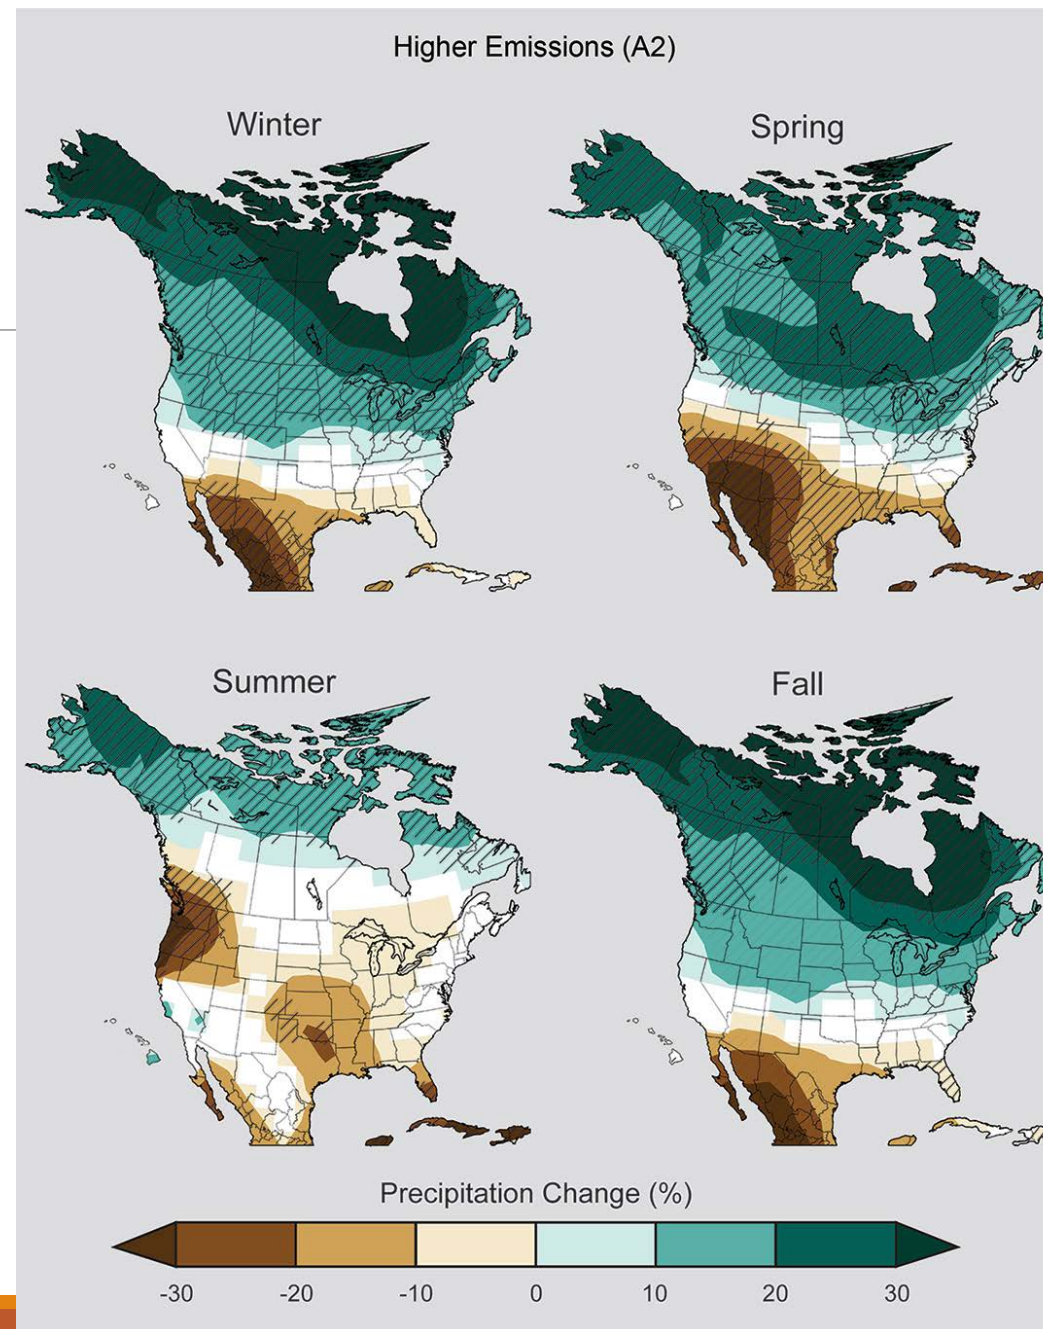 Higher Emissions (A2)
Winter
Spring
Summer
Fall
Precipitation Change (%)
-30 -20 -10 0 10 20 30